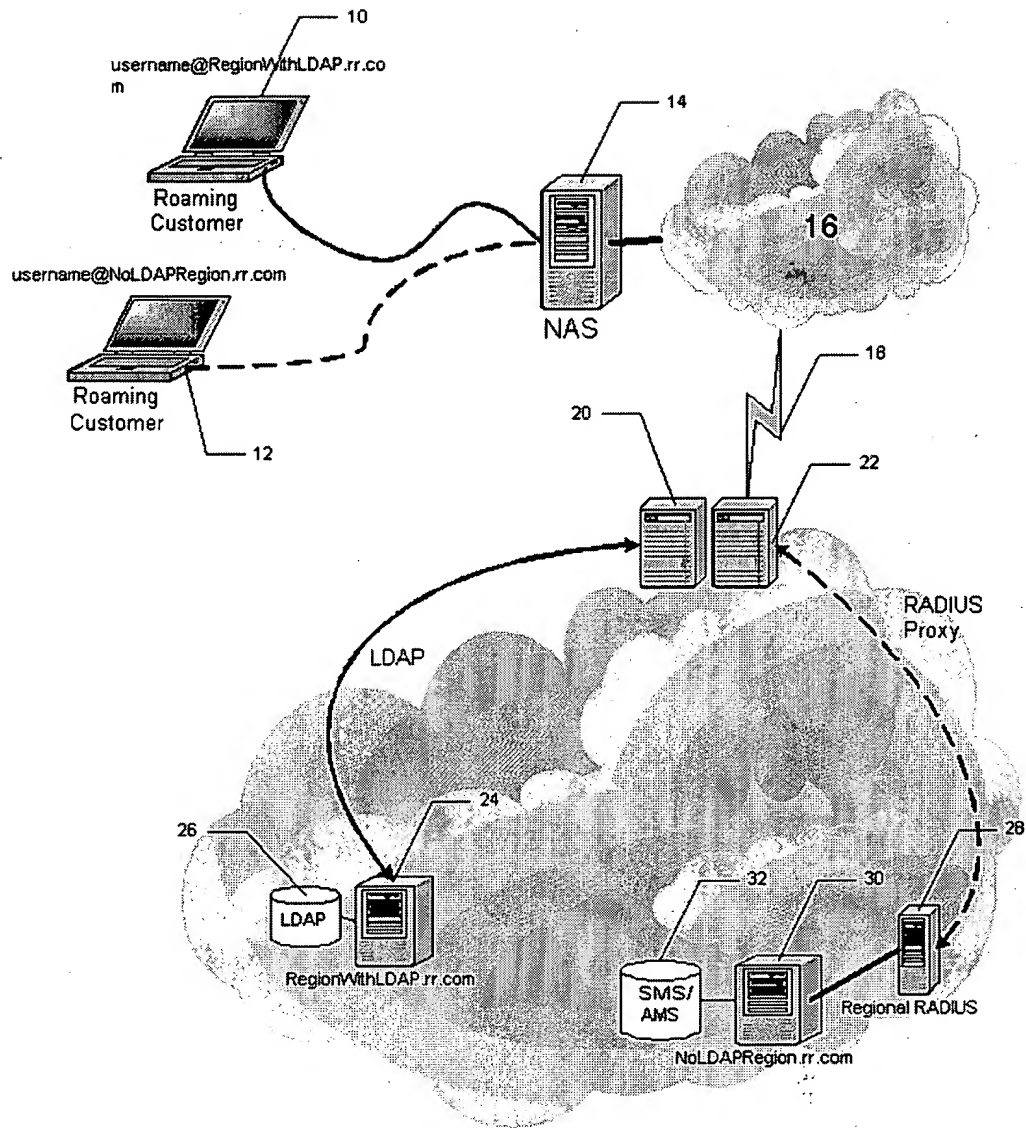 10
username@RegionWithLDAP.rr.co
m
14
Roaming
Customer
16
username@NoLDAPRegion.rr.com
NAS
18
Roaming
Customer
20
12
22
RADIUS
Proxy
LDAP
24
26
28
32
30
LDAP
RegionWithLDAP.rr.com
SMS/
AMS
Regional RADIUS
NoLDAPRegion.rr.com